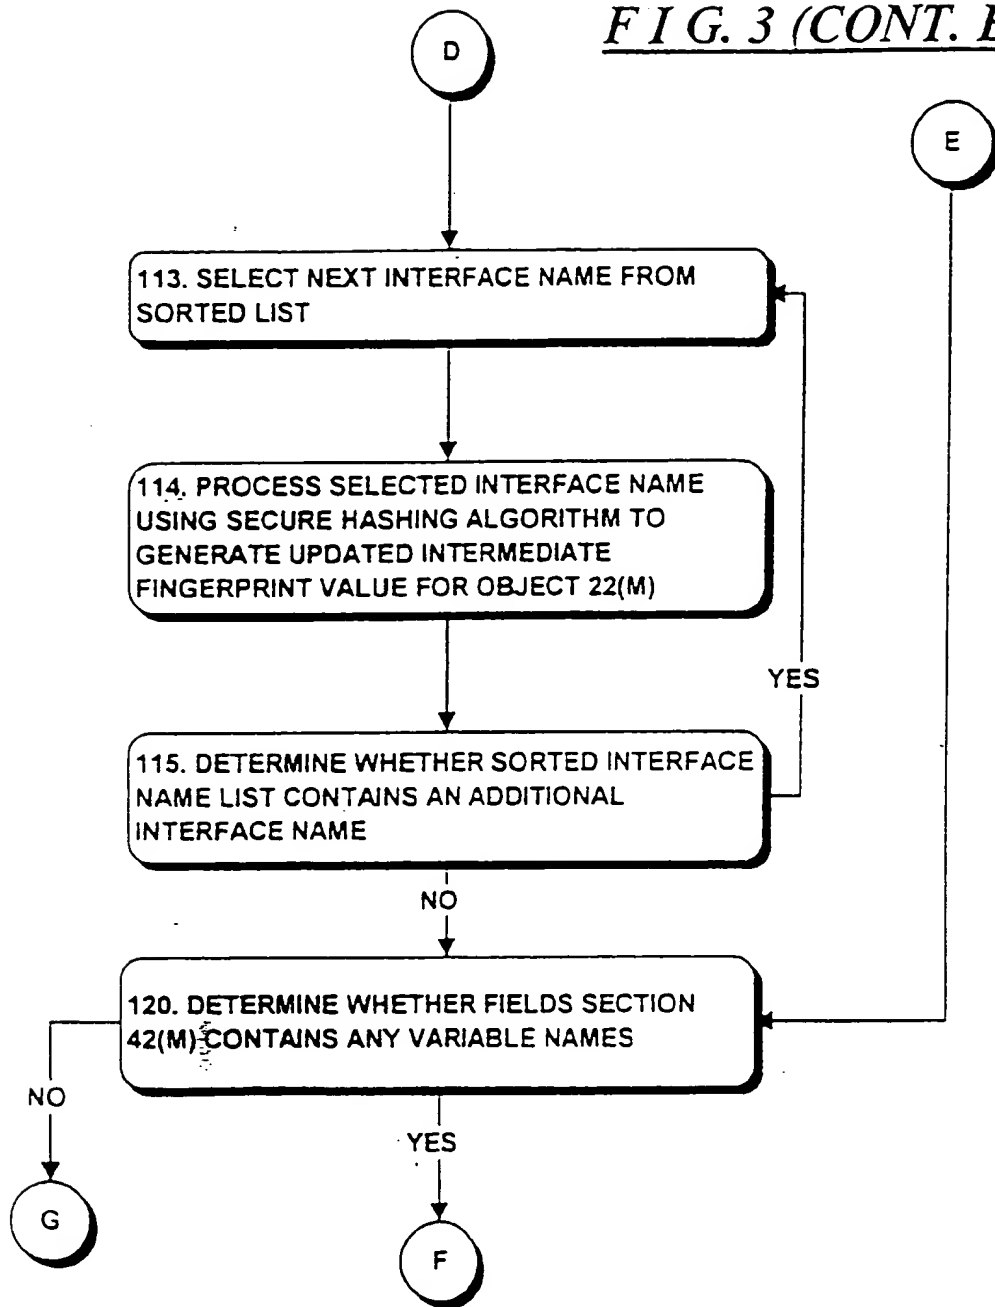 F I G. 3 (CONT.
D
E
113. SELECT NEXT INTERFACE NAME FROM
SORTED LIST
114. PROCESS SELECTED INTERFACE NAME
USING SECURE HASHING ALGORITHM TO
GENERATE UPDATED INTERMEDIATE
FINGERPRINT VALUE FOR OBJECT 22(M)
YES
115. DETERMINE WHETHER SORTED INTERFACE
NAME LIST CONTAINS AN ADDITIONAL
INTERFACE NAME
NO
120. DETERMINE WHETHER FIELDS SECTION
42(M) CONTAINS ANY VARIABLE NAMES
NO
YES
G
F